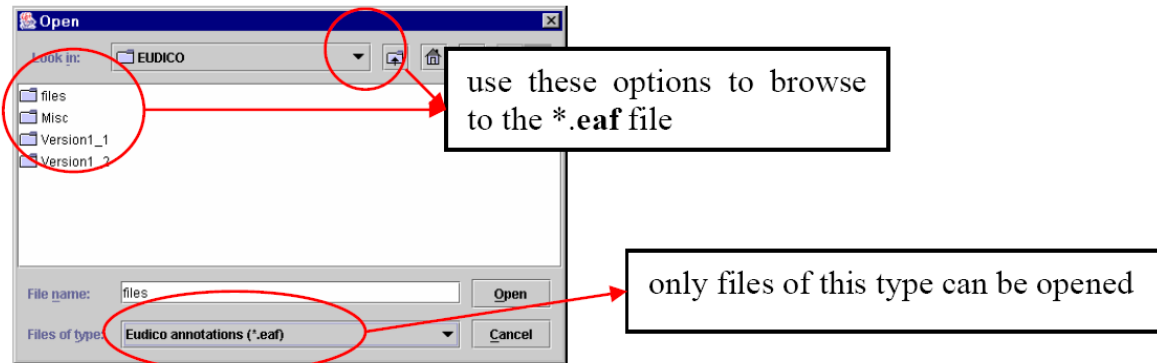 Open
Look in:
EUDICO
use these options to browse
to the *.eaf file
files
Misc
Version1_1
Version1_2
only files of this type can be opened
File name:
files
Open
Files of type:
Eudico annotations (*.eaf)
Cancel